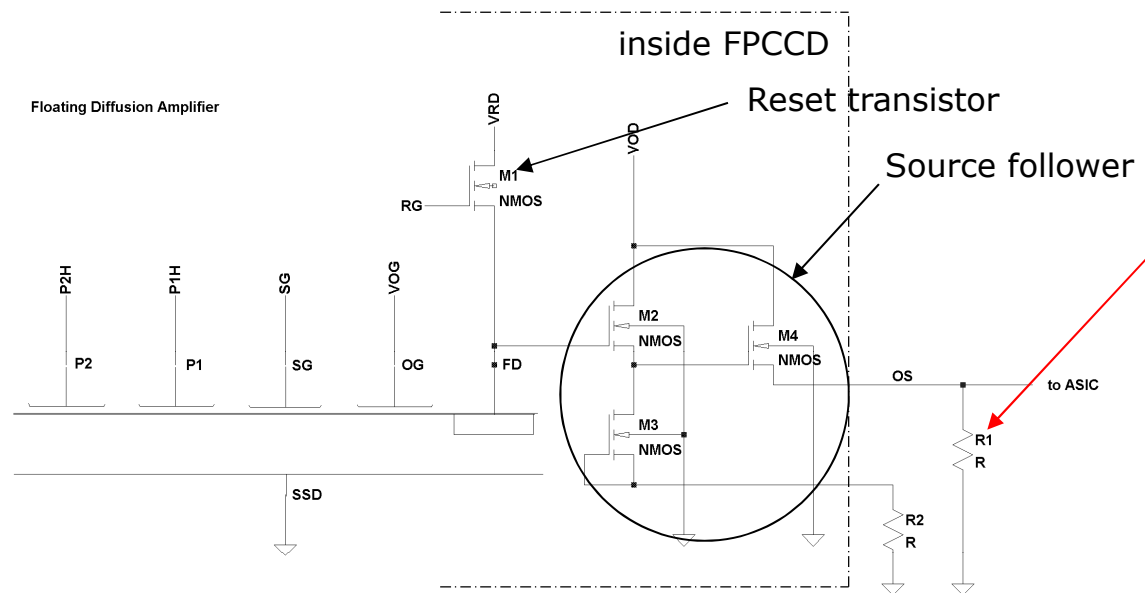 inside FPCCD
Floating Diffusion Amplifier
Reset transistor
VRD
VOD
Source follower
M1
NMOS
RG
P2H
P1H
SG
VOG
M2
NMOS
M4
NMOS
P2
P1
SG
OG
FD
OS
to ASIC
M3
NMOS
R1
R
SSD
R2
R